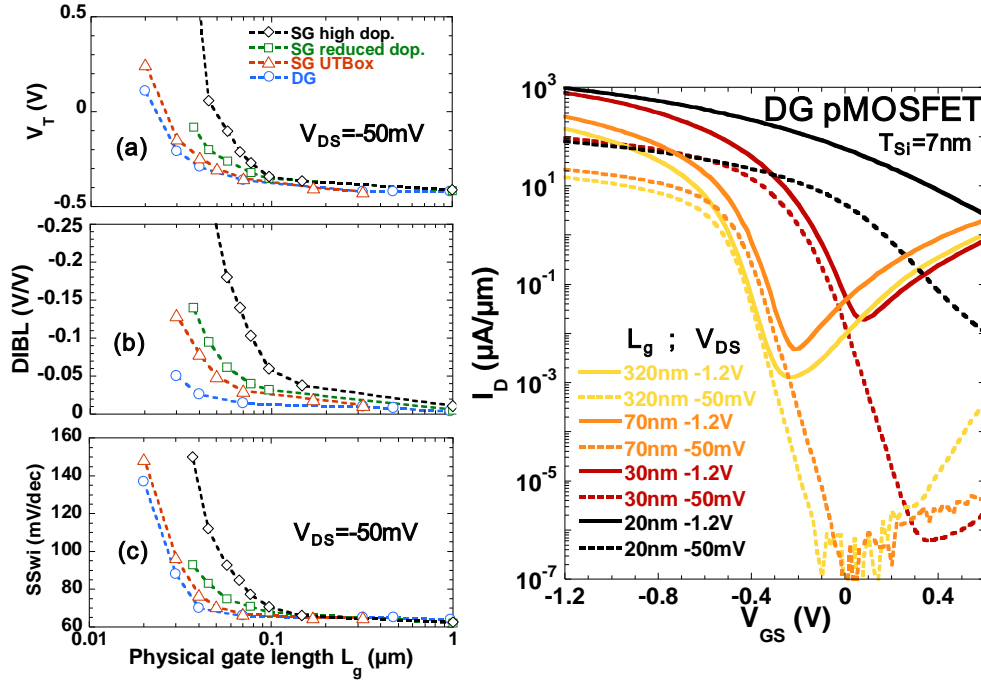 0.5
0
-0.5
V_T (V)
SG high dop.
SG reduced dop.
SG UTBox
DG
(a)
V_DS=-50mV
-0.25
-0.2
-0.15
-0.1
-0.05
0
DIBL (V/V)
(b)
160
140
120
100
80
60
SSwi (mV/dec)
(c)
V_DS=-50mV
0.01
0.1
1
Physical gate length L_g (µm)
DG pMOSFET
T_Si=7nm
10^3
10^1
10^-1
10^-3
10^-5
10^-7
I_D (µA/µm)
L_g ; V_DS
320nm -1.2V
320nm -50mV
70nm -1.2V
70nm -50mV
30nm -1.2V
30nm -50mV
20nm -1.2V
20nm -50mV
-1.2
-0.8
-0.4
0
0.4
V_GS (V)